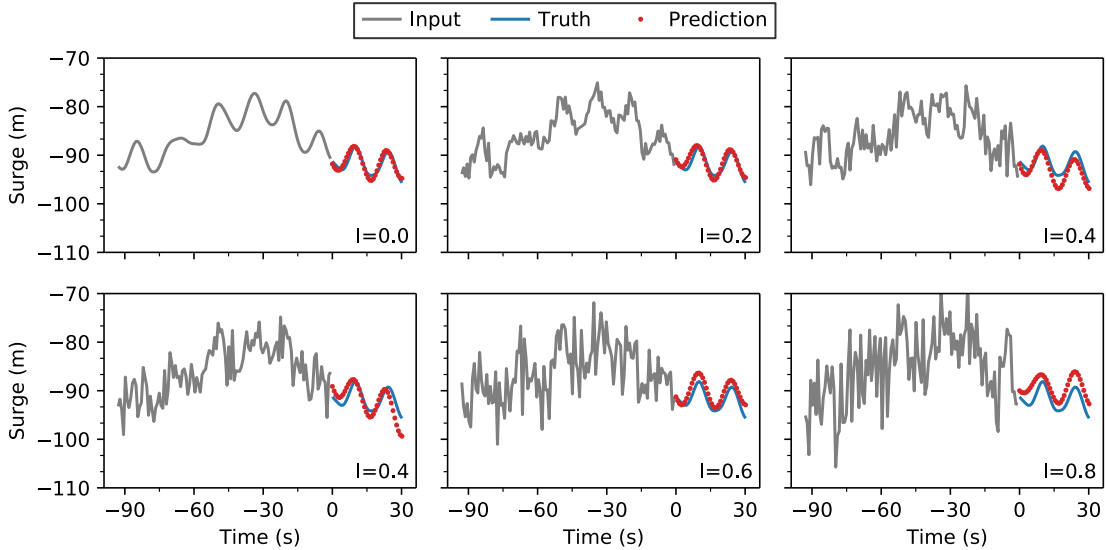 Input Truth Prediction
Surge (m)
−70
−80
−90
−100
−110
I=0.0
I=0.2
I=0.4
Surge (m)
−70
−80
−90
−100
−110
I=0.4
I=0.6
I=0.8
−90 −60 −30 0 30
−90 −60 −30 0 30
−90 −60 −30 0 30
Time (s)
Time (s)
Time (s)